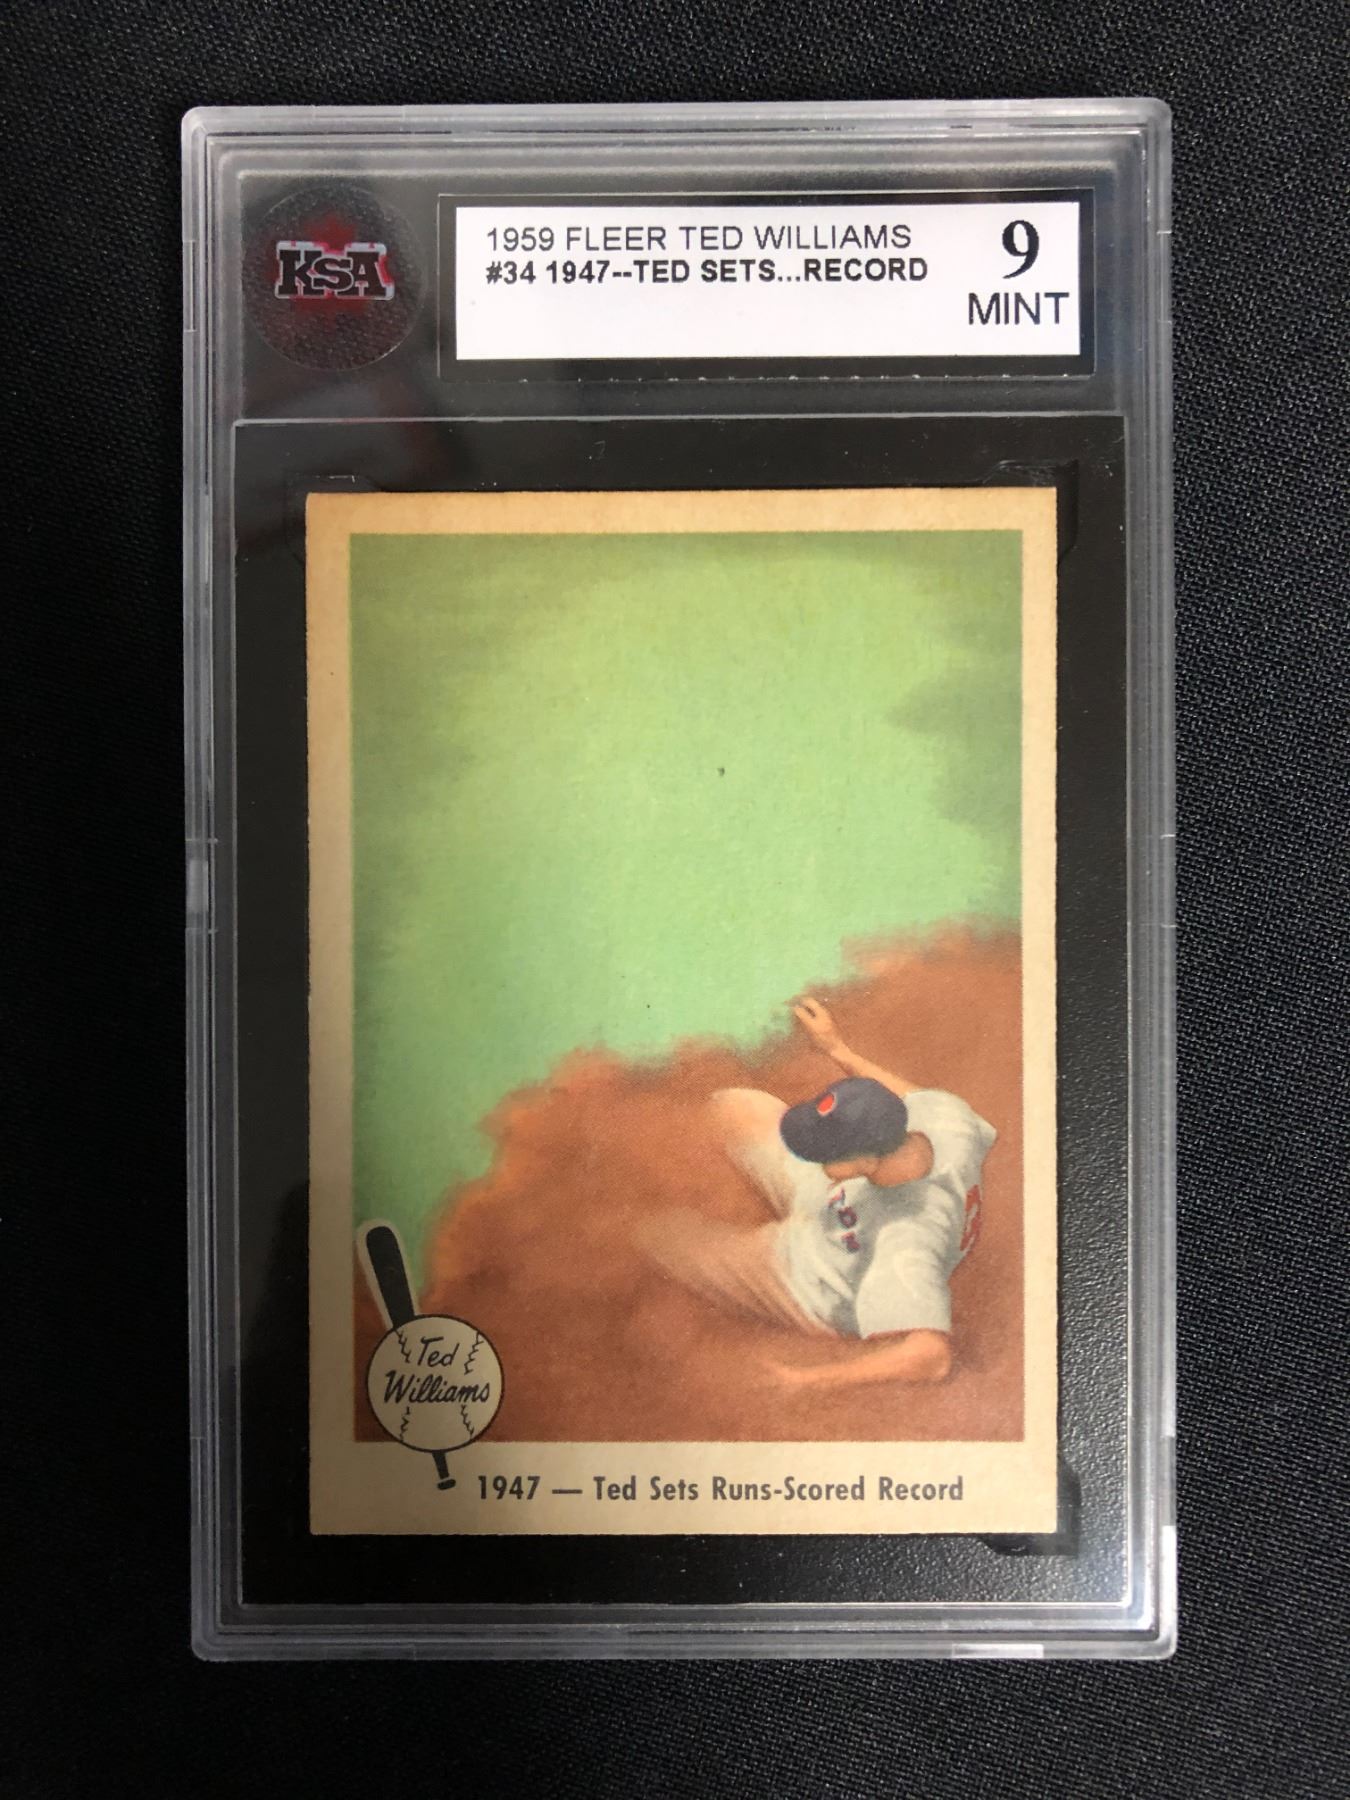 KSA
1959 FLEER TED WILLIAMS
#34 1947--TED SETS...RECORD
9
MINT
Ted
Williams
1947 — Ted Sets Runs-Scored Record